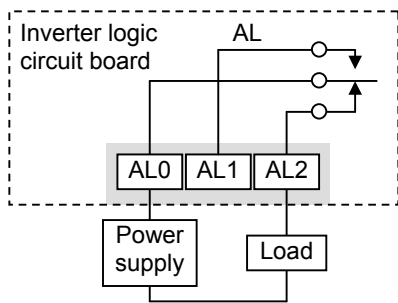 Inverter logic
circuit board
AL
AL0
AL1
AL2
Power
supply
Load